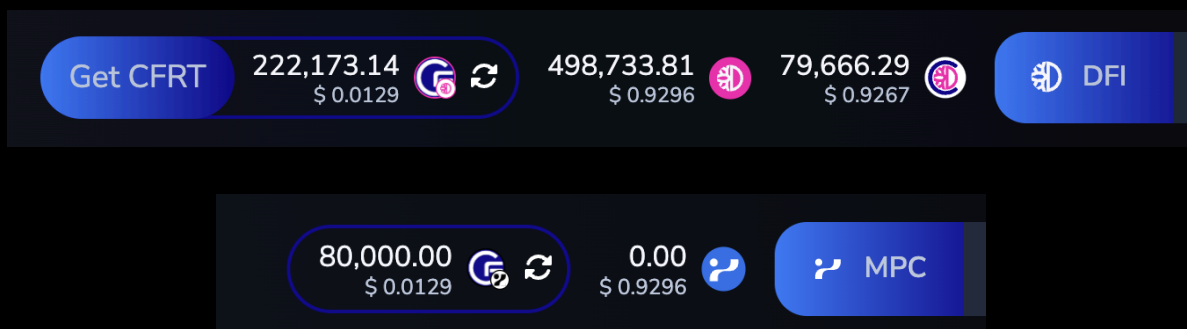 Get CFRT 222,173.14 498,733.81 79,666.29 DFI
$ 0.0129 $ 0.9296 $ 0.9267
80,000.00 0.00 MPC
$ 0.0129 $ 0.9296